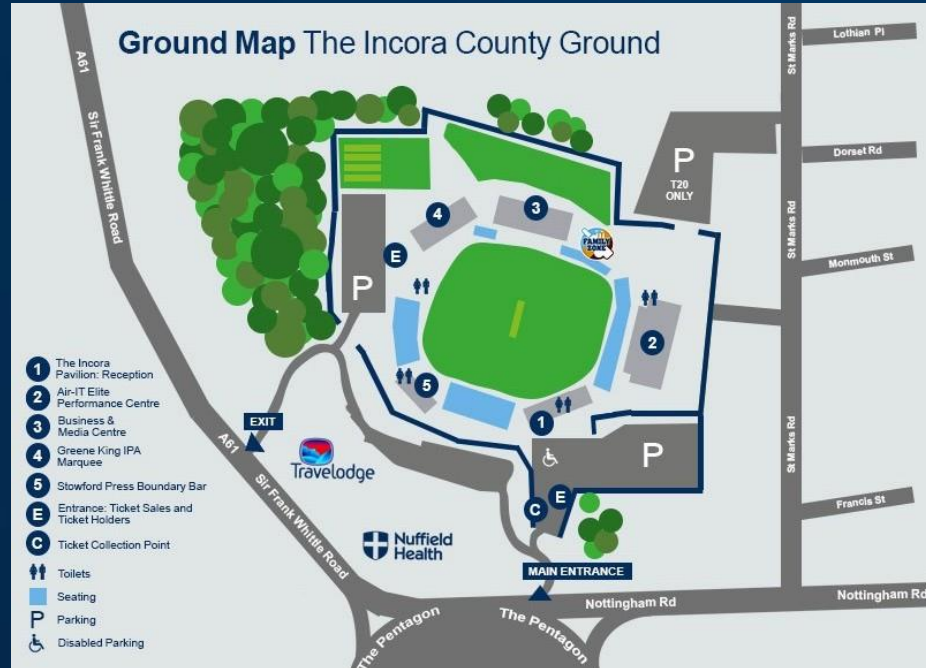 Ground Map The Incora County Ground
A61
Sir Frank Whittle Road
St Marks Rd
Lothian Pl
P
T20
ONLY
Dorset Rd
St Marks Rd
Monmouth St
4
3
FAMILY
ZONE
E
P
2
5
1
1 The Incora
Pavilion: Reception
2 Air-IT Elite
Performance Centre
3 Business &
Media Centre
4 Greene King IPA
Marquee
5 Stowford Press Boundary Bar
E Entrance: Ticket Sales and
Ticket Holders
C Ticket Collection Point
Toilets
Seating
P Parking
Disabled Parking
EXIT
A61
Sir Frank Whittle Road
Travelodge
Nuffield
Health
P
E
C
MAIN ENTRANCE
St Marks Rd
Francis St
Nottingham Rd
Nottingham Rd
The Pentagon
The Pentagon